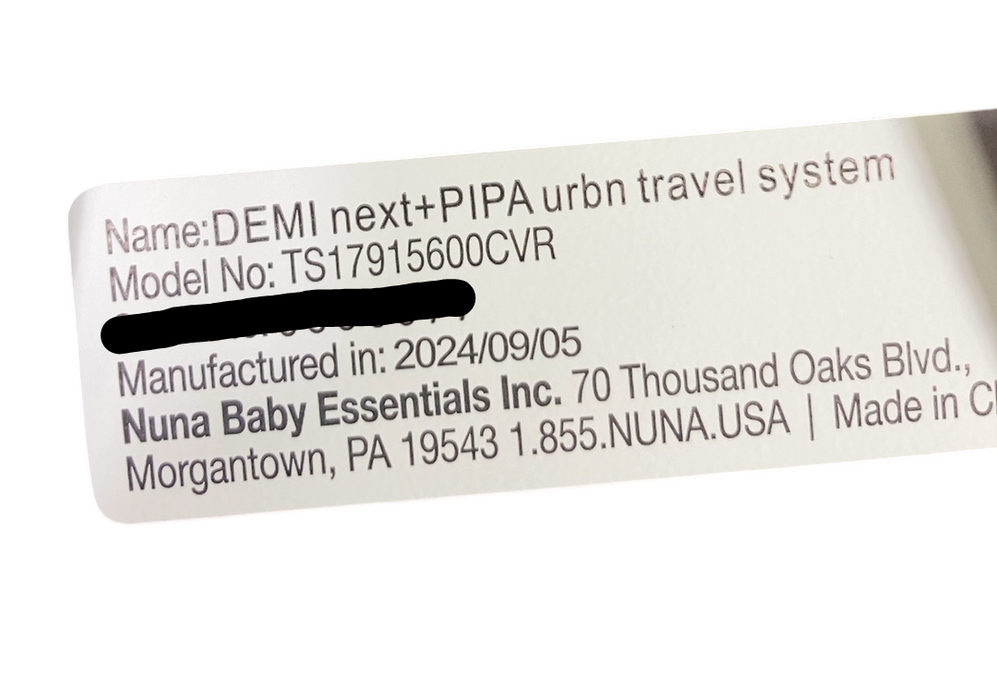 Name:DEMI next+PIPA urbn travel system
Model No: TS17915600CVR
Manufactured in: 2024/09/05
Nuna Baby Essentials Inc. 70 Thousand Oaks Blvd.,
Morgantown, PA 19543 1.855.NUNA.USA | Made in